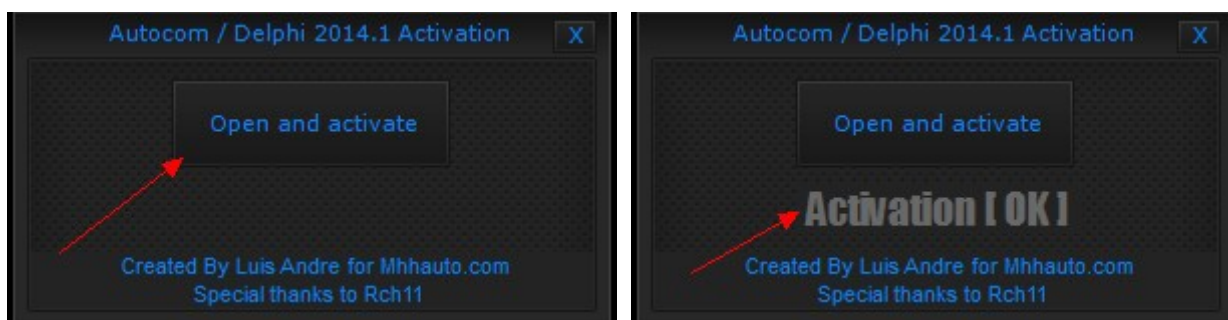 Autocom / Delphi 2014.1 Activation X
Open and activate
Created By Luis Andre for Mhhauto.com
Special thanks to Rch11
Autocom / Delphi 2014.1 Activation X
Open and activate
Activation [ OK ]
Created By Luis Andre for Mhhauto.com
Special thanks to Rch11